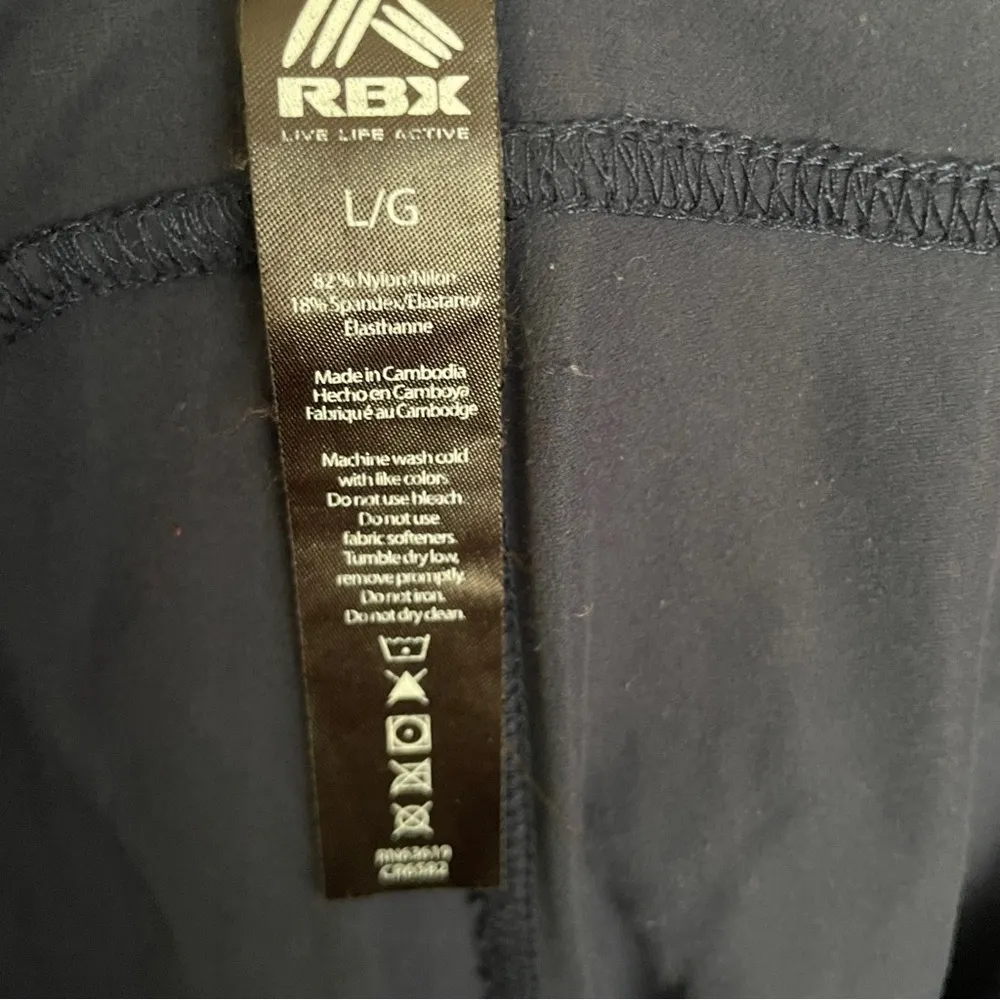 RBX
LIVE LIFE ACTIVE
L/G
82% Nylon/Nilon
18% Spandex/Elastano/
Elasthanne
Made in Cambodia
Hecho en Camboya
Fabriqué au Cambodge
Machine wash cold
with like colors.
Do not use bleach.
Do not use
fabric softeners.
Tumble dry low,
remove promptly.
Do not iron.
Do not dry clean.